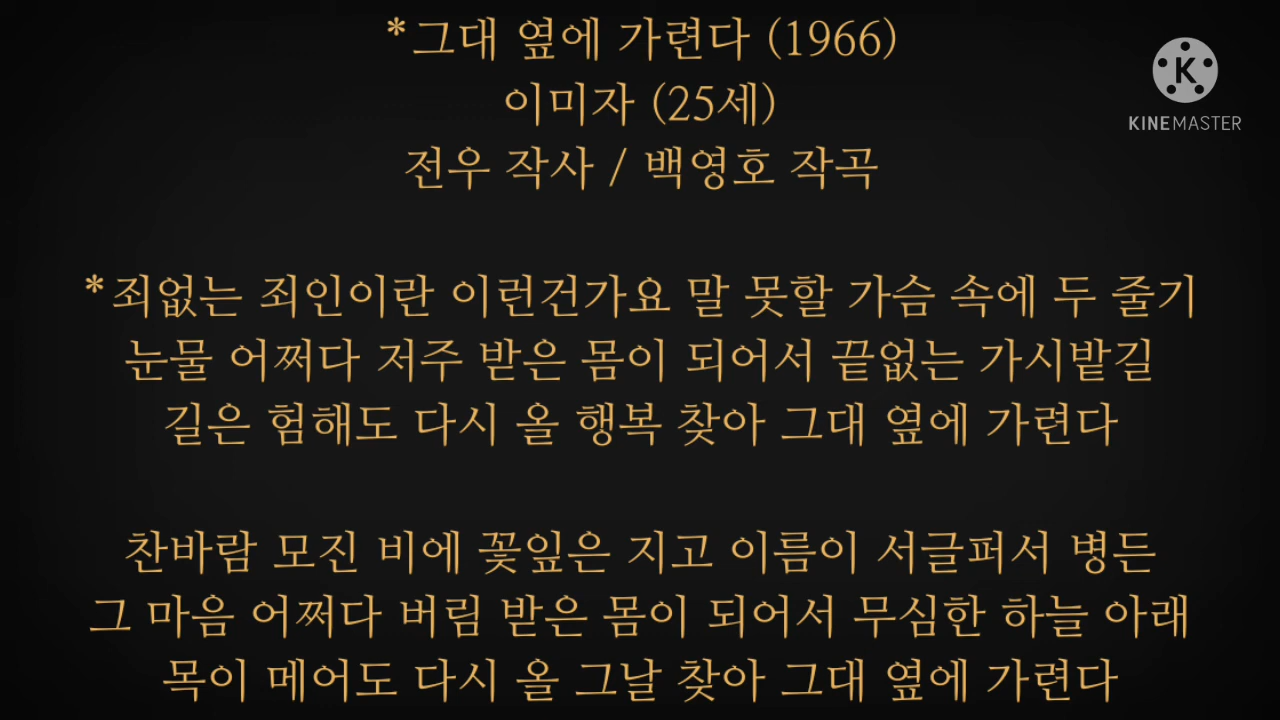 *그대 옆에 가련다 (1966)
이미자 (25세)
전우 작사 / 백영호 작곡
K
KINEMASTER
*죄없는 죄인이란 이런건가요 말 못할 가슴 속에 두 줄기
눈물 어쩌다 저주 받은 몸이 되어서 끝없는 가시밭길
길은 험해도 다시 올 행복 찾아 그대 옆에 가련다
찬바람 모진 비에 꽃잎은 지고 이름이 서글퍼서 병든
그 마음 어쩌다 버림 받은 몸이 되어서 무심한 하늘 아래
목이 메어도 다시 올 그날 찾아 그대 옆에 가련다